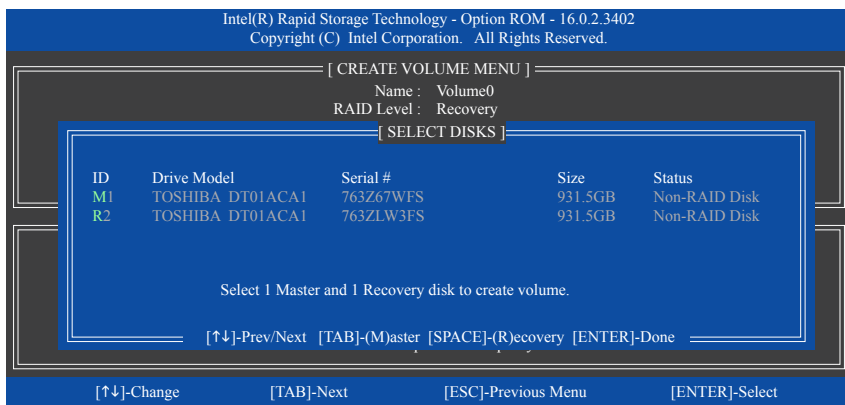 Intel(R) Rapid Storage Technology - Option ROM - 16.0.2.3402
Copyright (C) Intel Corporation. All Rights Reserved.
[ CREATE VOLUME MENU ]
Name : Volume0
RAID Level : Recovery
[ SELECT DISKS ]
ID Drive Model Serial # Size Status
M1 TOSHIBA DT01ACA1 763Z67WFS 931.5GB Non-RAID Disk
R2 TOSHIBA DT01ACA1 763ZLW3FS 931.5GB Non-RAID Disk
Select 1 Master and 1 Recovery disk to create volume.
[↑↓]-Prev/Next [TAB]-(M)aster [SPACE]-(R)ecovery [ENTER]-Done
[↑↓]-Change [TAB]-Next [ESC]-Previous Menu [ENTER]-Select